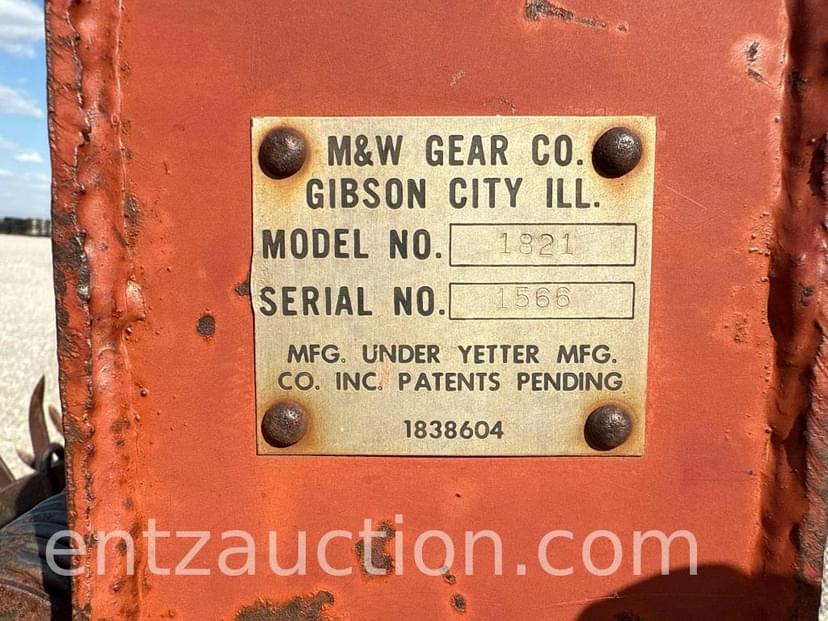 M&W GEAR CO.
GIBSON CITY ILL.
MODEL NO. 1821
SERIAL NO. 1566
MFG. UNDER YETTER MFG.
CO. INC. PATENTS PENDING
1838604
entzauction.com